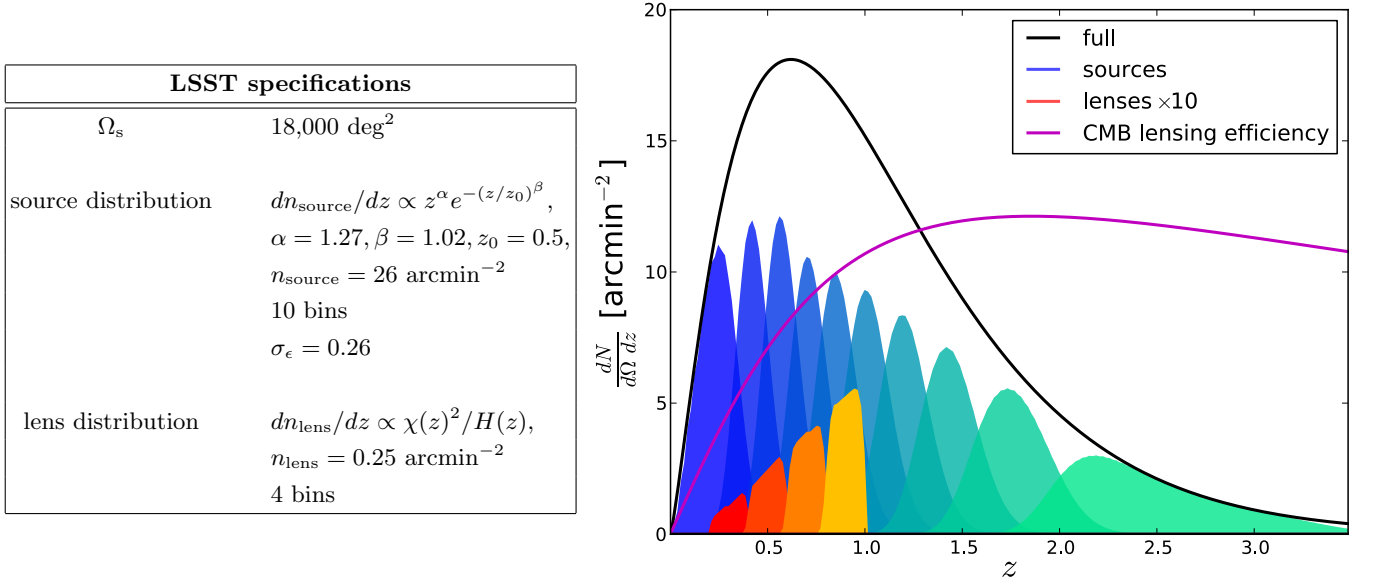 LSST specifications
Ωs 18,000 deg²
source distribution dn_source/dz ∝ z^α e^−(z/z₀)^β,
α = 1.27, β = 1.02, z₀ = 0.5,
n_source = 26 arcmin⁻²
10 bins
σ_ϵ = 0.26
lens distribution dn_lens/dz ∝ χ(z)²/H(z),
n_lens = 0.25 arcmin⁻²
4 bins
20
15
10
5
0
dN/dΩ dz [arcmin⁻²]
full
sources
lenses ×10
CMB lensing efficiency
0.5 1.0 1.5 2.0 2.5 3.0
z